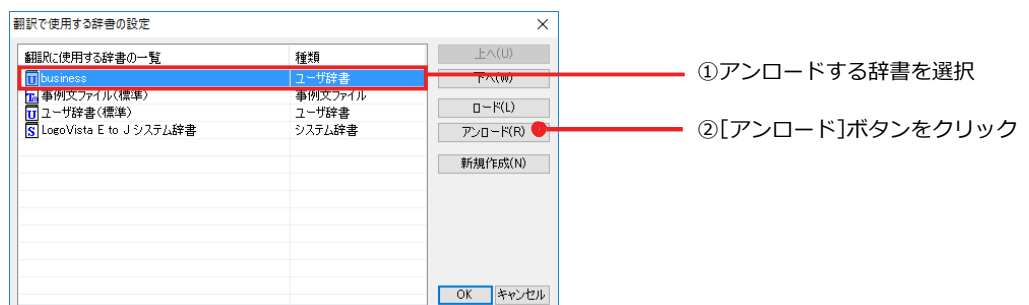 翻訳で使用する辞書の設定
翻訳に使用する辞書の一覧 種類
business ユーザ辞書
事例文ファイル(標準) 事例文ファイル
ユーザ辞書(標準) ユーザ辞書
LogoVista E to J システム辞書 システム辞書
上へ(U)
下へ(W)
ロード(L)
アンロード(R)
新規作成(N)
OK キャンセル
①アンロードする辞書を選択
②[アンロード]ボタンをクリック